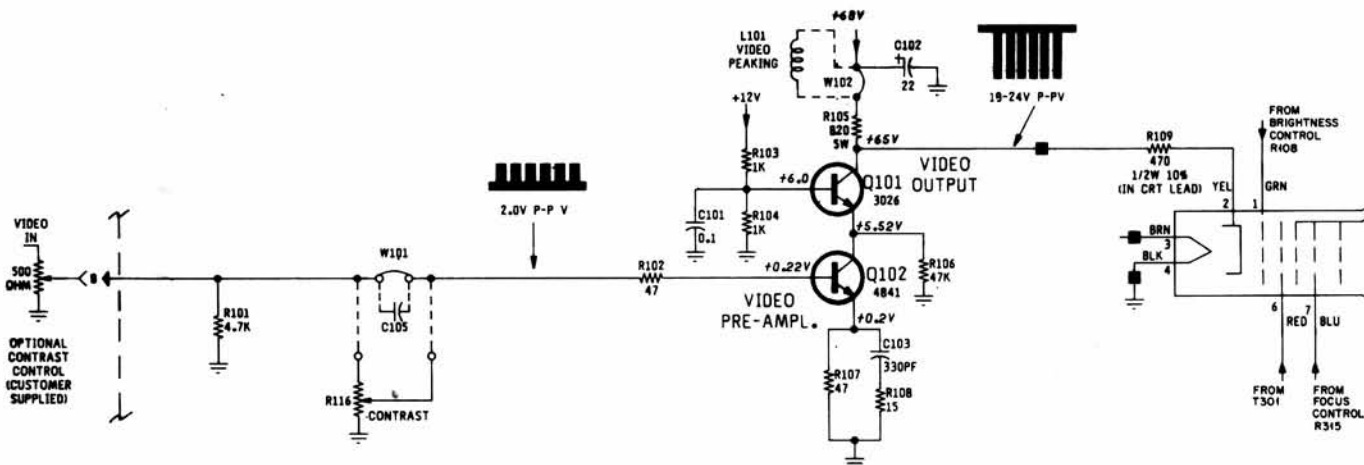 +68V
L101
VIDEO
PEAKING
C102
+
22
W102
19-24V P-PV
FROM
BRIGHTNESS
CONTROL
R108
+12V
R105
820
5W
+65V
R103
1K
VIDEO
OUTPUT
R109
470
1/2W 10%
(IN CRT LEAD)
YEL
GRN
2
1
+6.0
Q101
3026
2.0V P-P V
C101
0.1
R104
1K
+5.52V
VIDEO
IN
500
OHM
8
W101
C105
R102
47
+0.22V
Q102
4841
R106
47K
BRN
3
BLK
4
VIDEO
PRE-AMPL.
+0.2V
R101
4.7K
6
RED
7
BLU
OPTIONAL
CONTRAST
CONTROL
(CUSTOMER
SUPPLIED)
R116
CONTRAST
R107
47
C103
330PF
R108
15
FROM
T301
FROM
FOCUS
CONTROL
R315